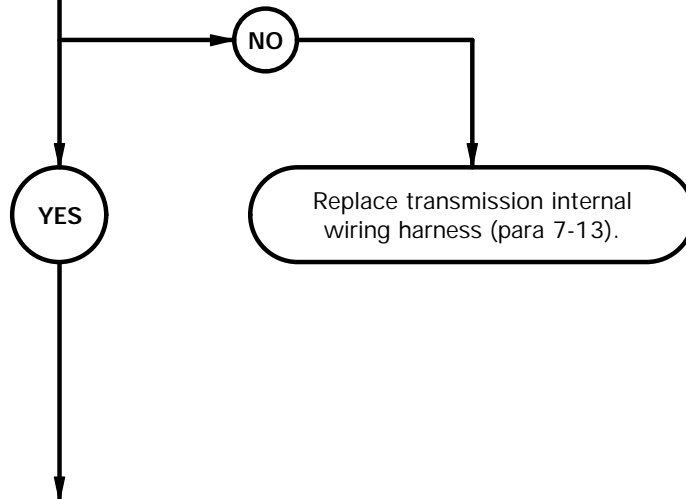 NO
YES
Replace transmission internal
wiring harness (para 7-13).